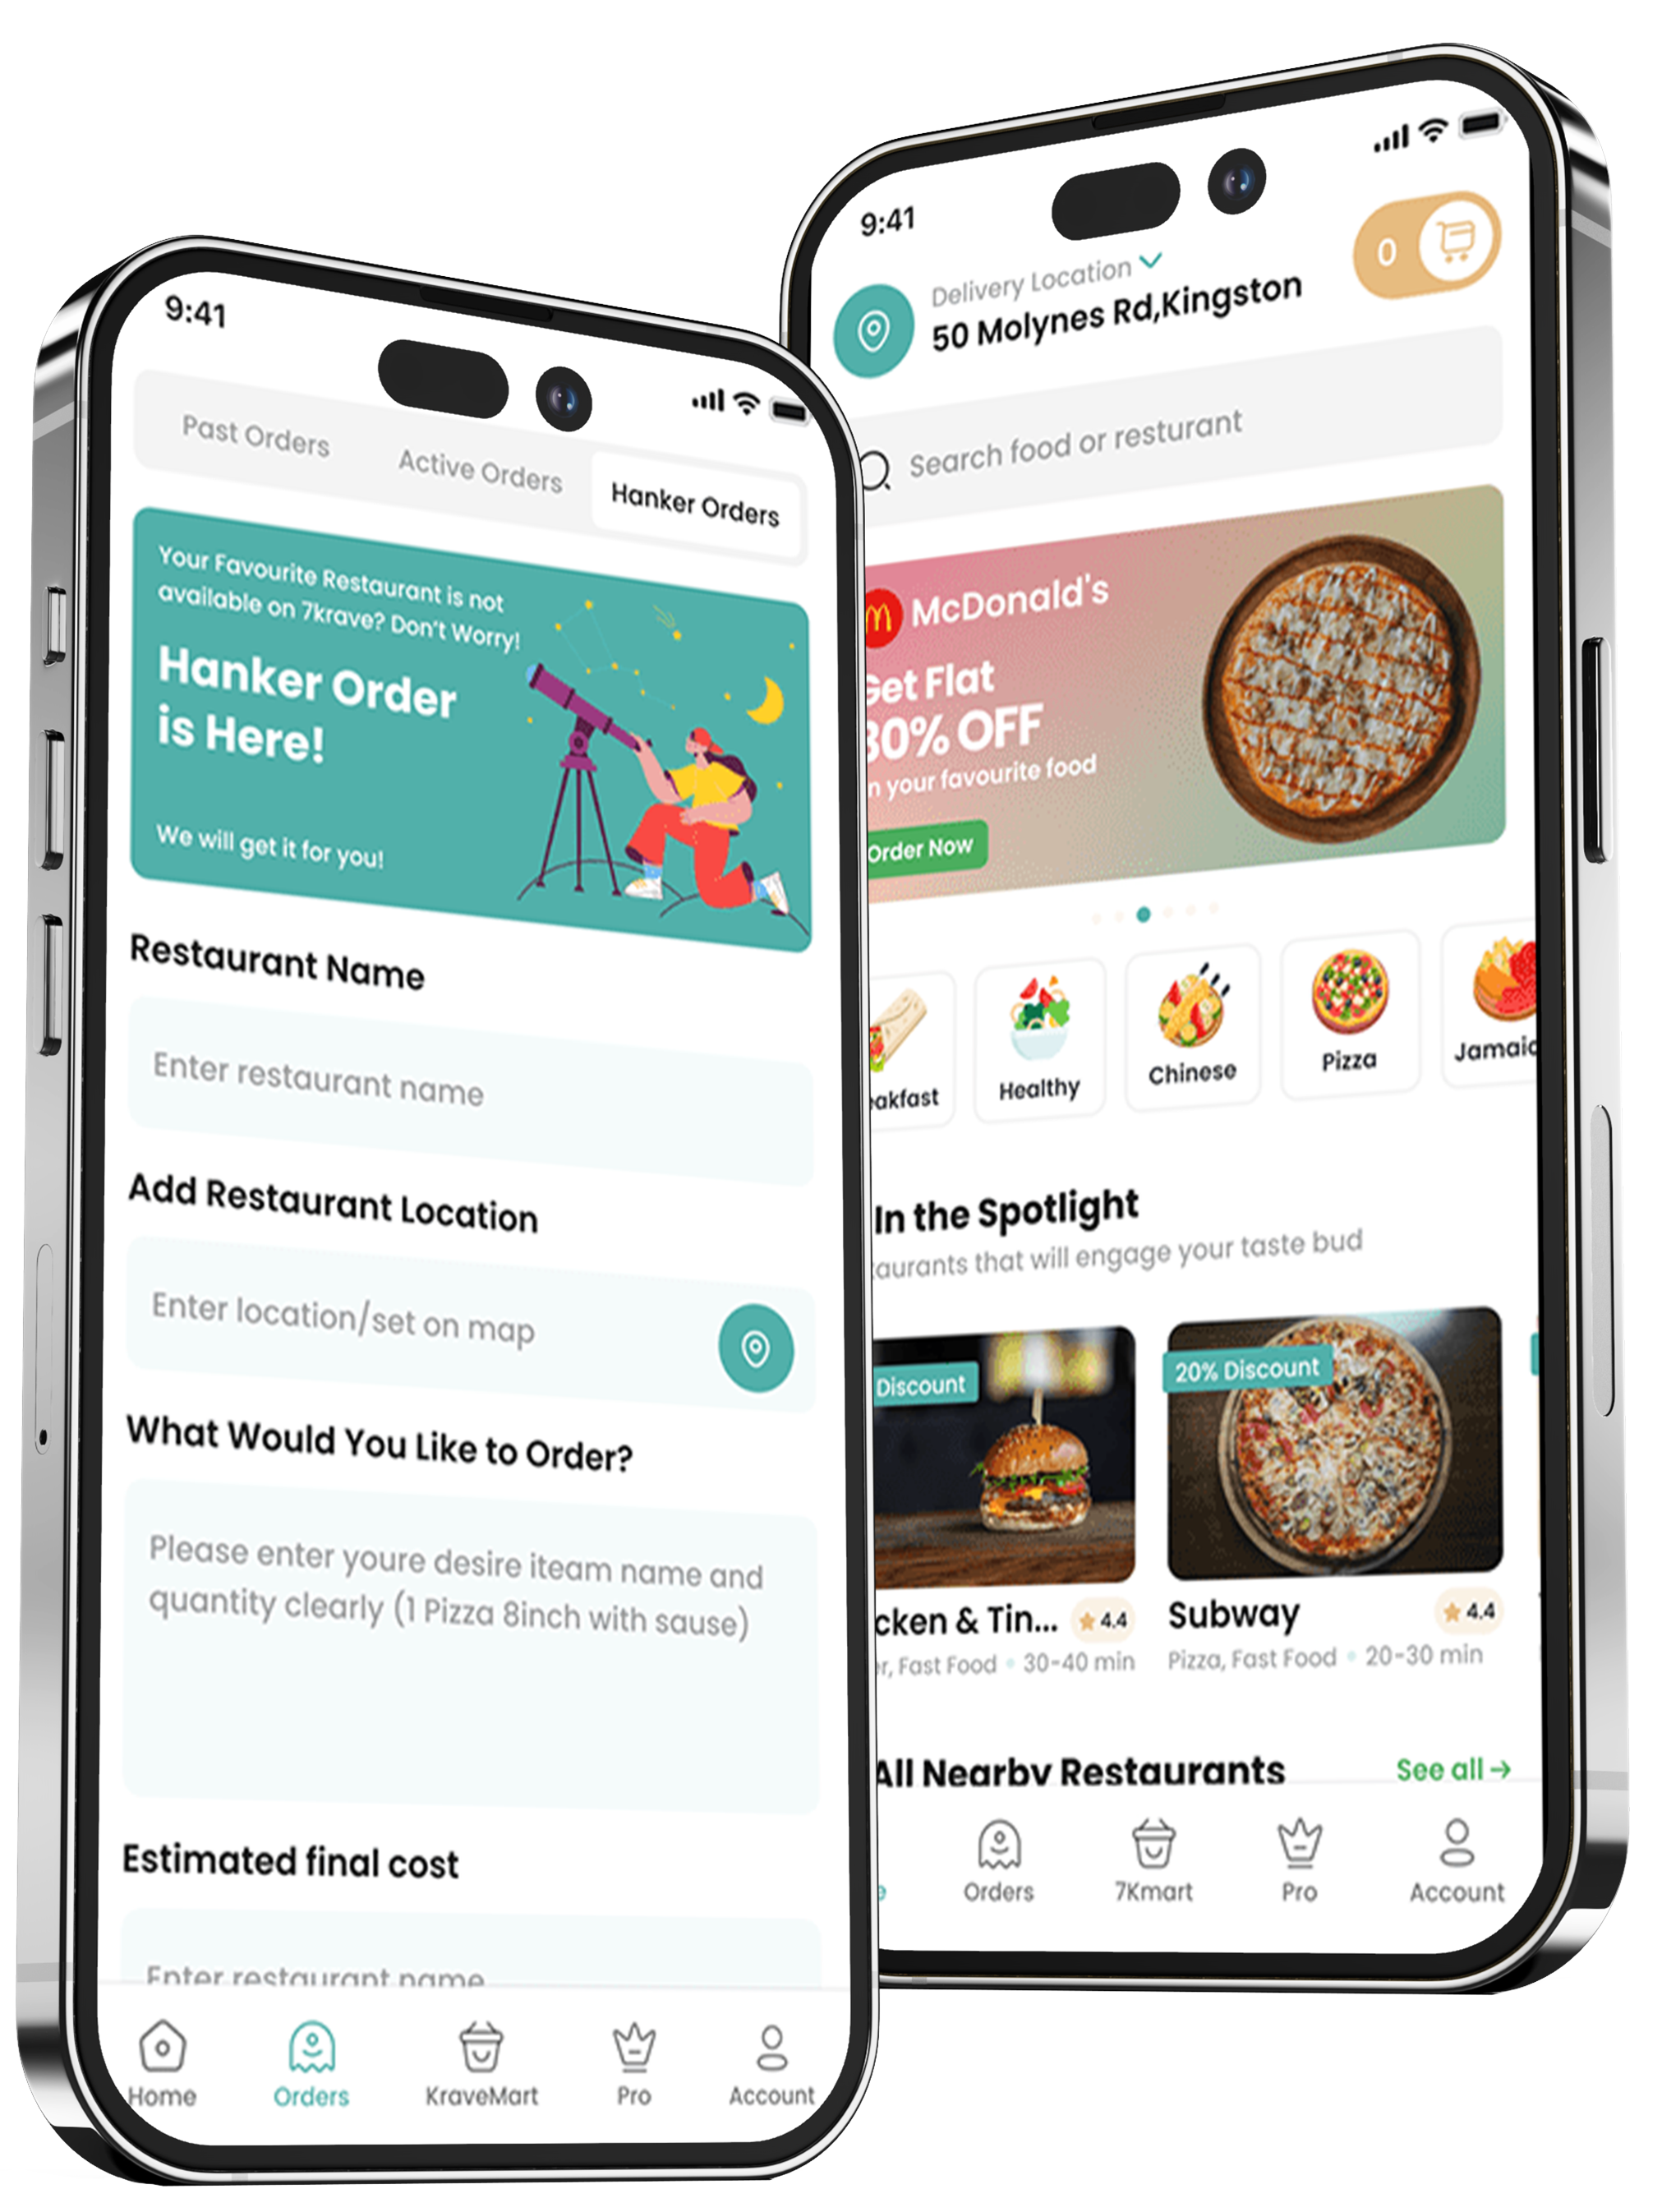 9:41
Past Orders
Active Orders
Hanker Orders
Your Favourite Restaurant is not
available on 7krave? Don't Worry!
Hanker Order
is Here!
We will get it for you!
Restaurant Name
Enter restaurant name
Add Restaurant Location
Enter location/set on map
What Would You Like to Order?
Please enter youre desire iteam name and
quantity clearly (1 Pizza 8inch with sause)
Estimated final cost
Enter restaurant name
Home
Orders
KraveMart
Pro
Account
9:41
Delivery Location
50 Molynes Rd,Kingston
0
Search food or resturant
McDonald's
Get Flat
30% OFF
n your favourite food
Order Now
eakfast
Healthy
Chinese
Pizza
Jamaic
In the Spotlight
taurants that will engage your taste bud
Discount
20% Discount
cken & Tin...
4.4
Subway
4.4
er, Fast Food • 30-40 min
Pizza, Fast Food • 20-30 min
All Nearby Restaurants
See all →
e
Orders
7Kmart
Pro
Account